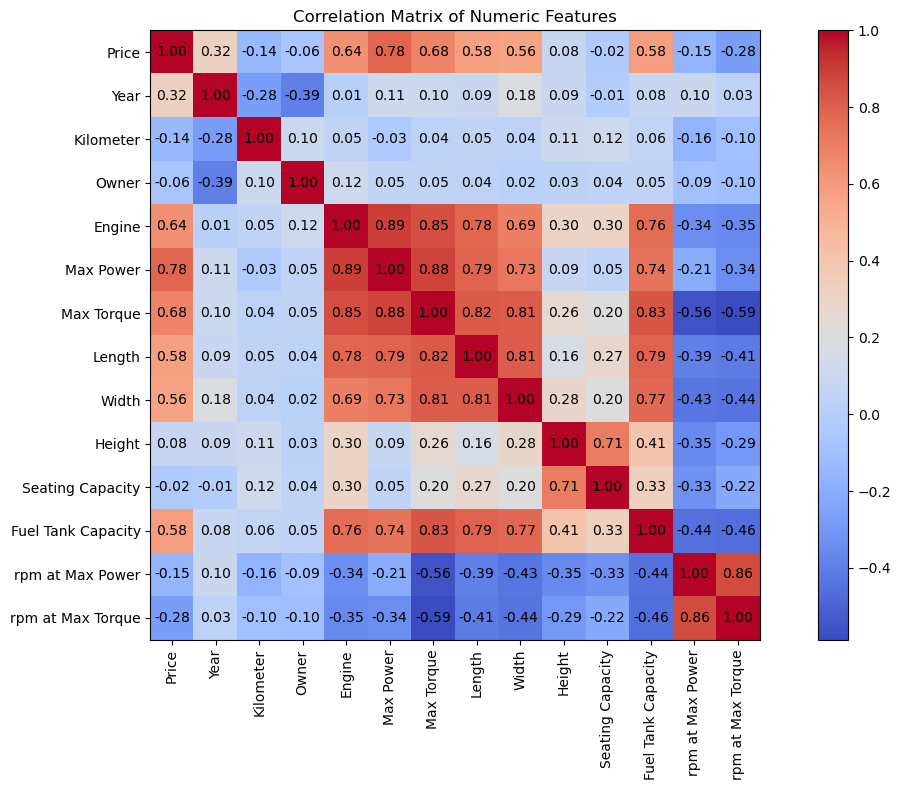 Correlation Matrix of Numeric Features
Price 1.00 0.32 -0.14 -0.06 0.64 0.78 0.68 0.58 0.56 0.08 -0.02 0.58 -0.15 -0.28
Year 0.32 1.00 -0.28 -0.39 0.01 0.11 0.10 0.09 0.18 0.09 -0.01 0.08 0.10 0.03
Kilometer -0.14 -0.28 1.00 0.10 0.05 -0.03 0.04 0.05 0.04 0.11 0.12 0.06 -0.16 -0.10
Owner -0.06 -0.39 0.10 1.00 0.12 0.05 0.05 0.04 0.02 0.03 0.04 0.05 -0.09 -0.10
Engine 0.64 0.01 0.05 0.12 1.00 0.89 0.85 0.78 0.69 0.30 0.30 0.76 -0.34 -0.35
Max Power 0.78 0.11 -0.03 0.05 0.89 1.00 0.88 0.79 0.73 0.09 0.05 0.74 -0.21 -0.34
Max Torque 0.68 0.10 0.04 0.05 0.85 0.88 1.00 0.82 0.81 0.26 0.20 0.83 -0.56 -0.59
Length 0.58 0.09 0.05 0.04 0.78 0.79 0.82 1.00 0.81 0.16 0.27 0.79 -0.39 -0.41
Width 0.56 0.18 0.04 0.02 0.69 0.73 0.81 0.81 1.00 0.28 0.20 0.77 -0.43 -0.44
Height 0.08 0.09 0.11 0.03 0.30 0.09 0.26 0.16 0.28 1.00 0.71 0.41 -0.35 -0.29
Seating Capacity -0.02 -0.01 0.12 0.04 0.30 0.05 0.20 0.27 0.20 0.71 1.00 0.33 -0.33 -0.22
Fuel Tank Capacity 0.58 0.08 0.06 0.05 0.76 0.74 0.83 0.79 0.77 0.41 0.33 1.00 -0.44 -0.46
rpm at Max Power -0.15 0.10 -0.16 -0.09 -0.34 -0.21 -0.56 -0.39 -0.43 -0.35 -0.33 -0.44 1.00 0.86
rpm at Max Torque -0.28 0.03 -0.10 -0.10 -0.35 -0.34 -0.59 -0.41 -0.44 -0.29 -0.22 -0.46 0.86 1.00
Price
Year
Kilometer
Owner
Engine
Max Power
Max Torque
Length
Width
Height
Seating Capacity
Fuel Tank Capacity
rpm at Max Power
rpm at Max Torque
1.0
0.8
0.6
0.4
0.2
0.0
−0.2
−0.4